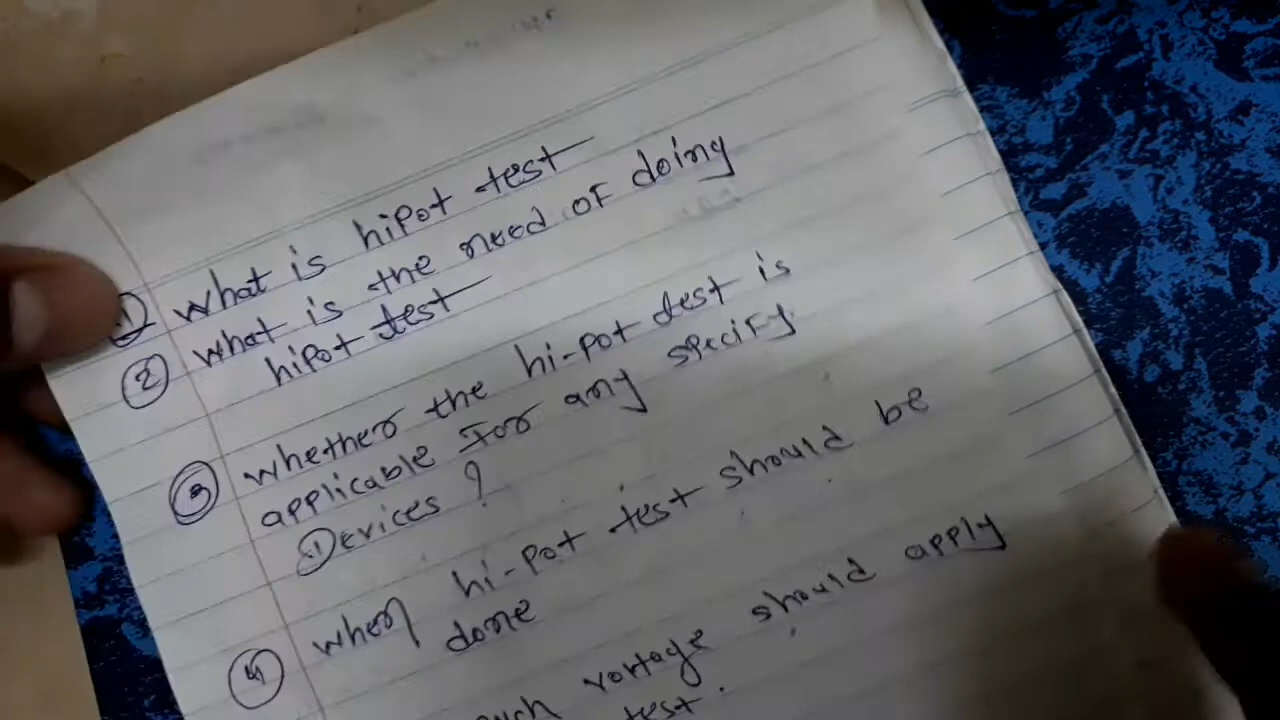 ① What is hipot test
② What is the need of doing
hipot test
③ Whether the hi-pot test is
applicable for any specify
Devices ?
④ When hi-pot test should be
done
voltage should apply
test.